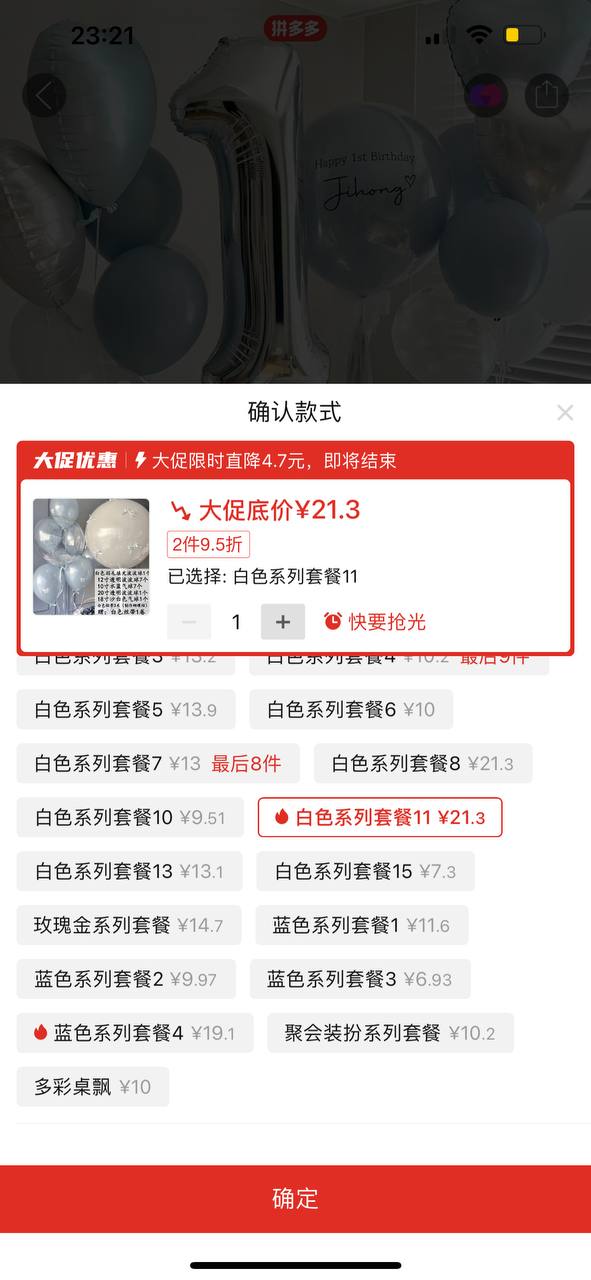 23:21
拼多多
Happy 1st Birthday
Jihong
确认款式
大促优惠 大促限时直降4.7元，即将结束
大促底价¥21.3
2件9.5折
已选择: 白色系列套餐11
1 快要抢光
白色系列套餐3 ¥13.2 白色系列套餐4 ¥10.2 最后9件
白色系列套餐5 ¥13.9 白色系列套餐6 ¥10
白色系列套餐7 ¥13 最后8件 白色系列套餐8 ¥21.3
白色系列套餐10 ¥9.51 白色系列套餐11 ¥21.3
白色系列套餐13 ¥13.1 白色系列套餐15 ¥7.3
玫瑰金系列套餐 ¥14.7 蓝色系列套餐1 ¥11.6
蓝色系列套餐2 ¥9.97 蓝色系列套餐3 ¥6.93
蓝色系列套餐4 ¥19.1 聚会装扮系列套餐 ¥10.2
多彩桌飘 ¥10
确定